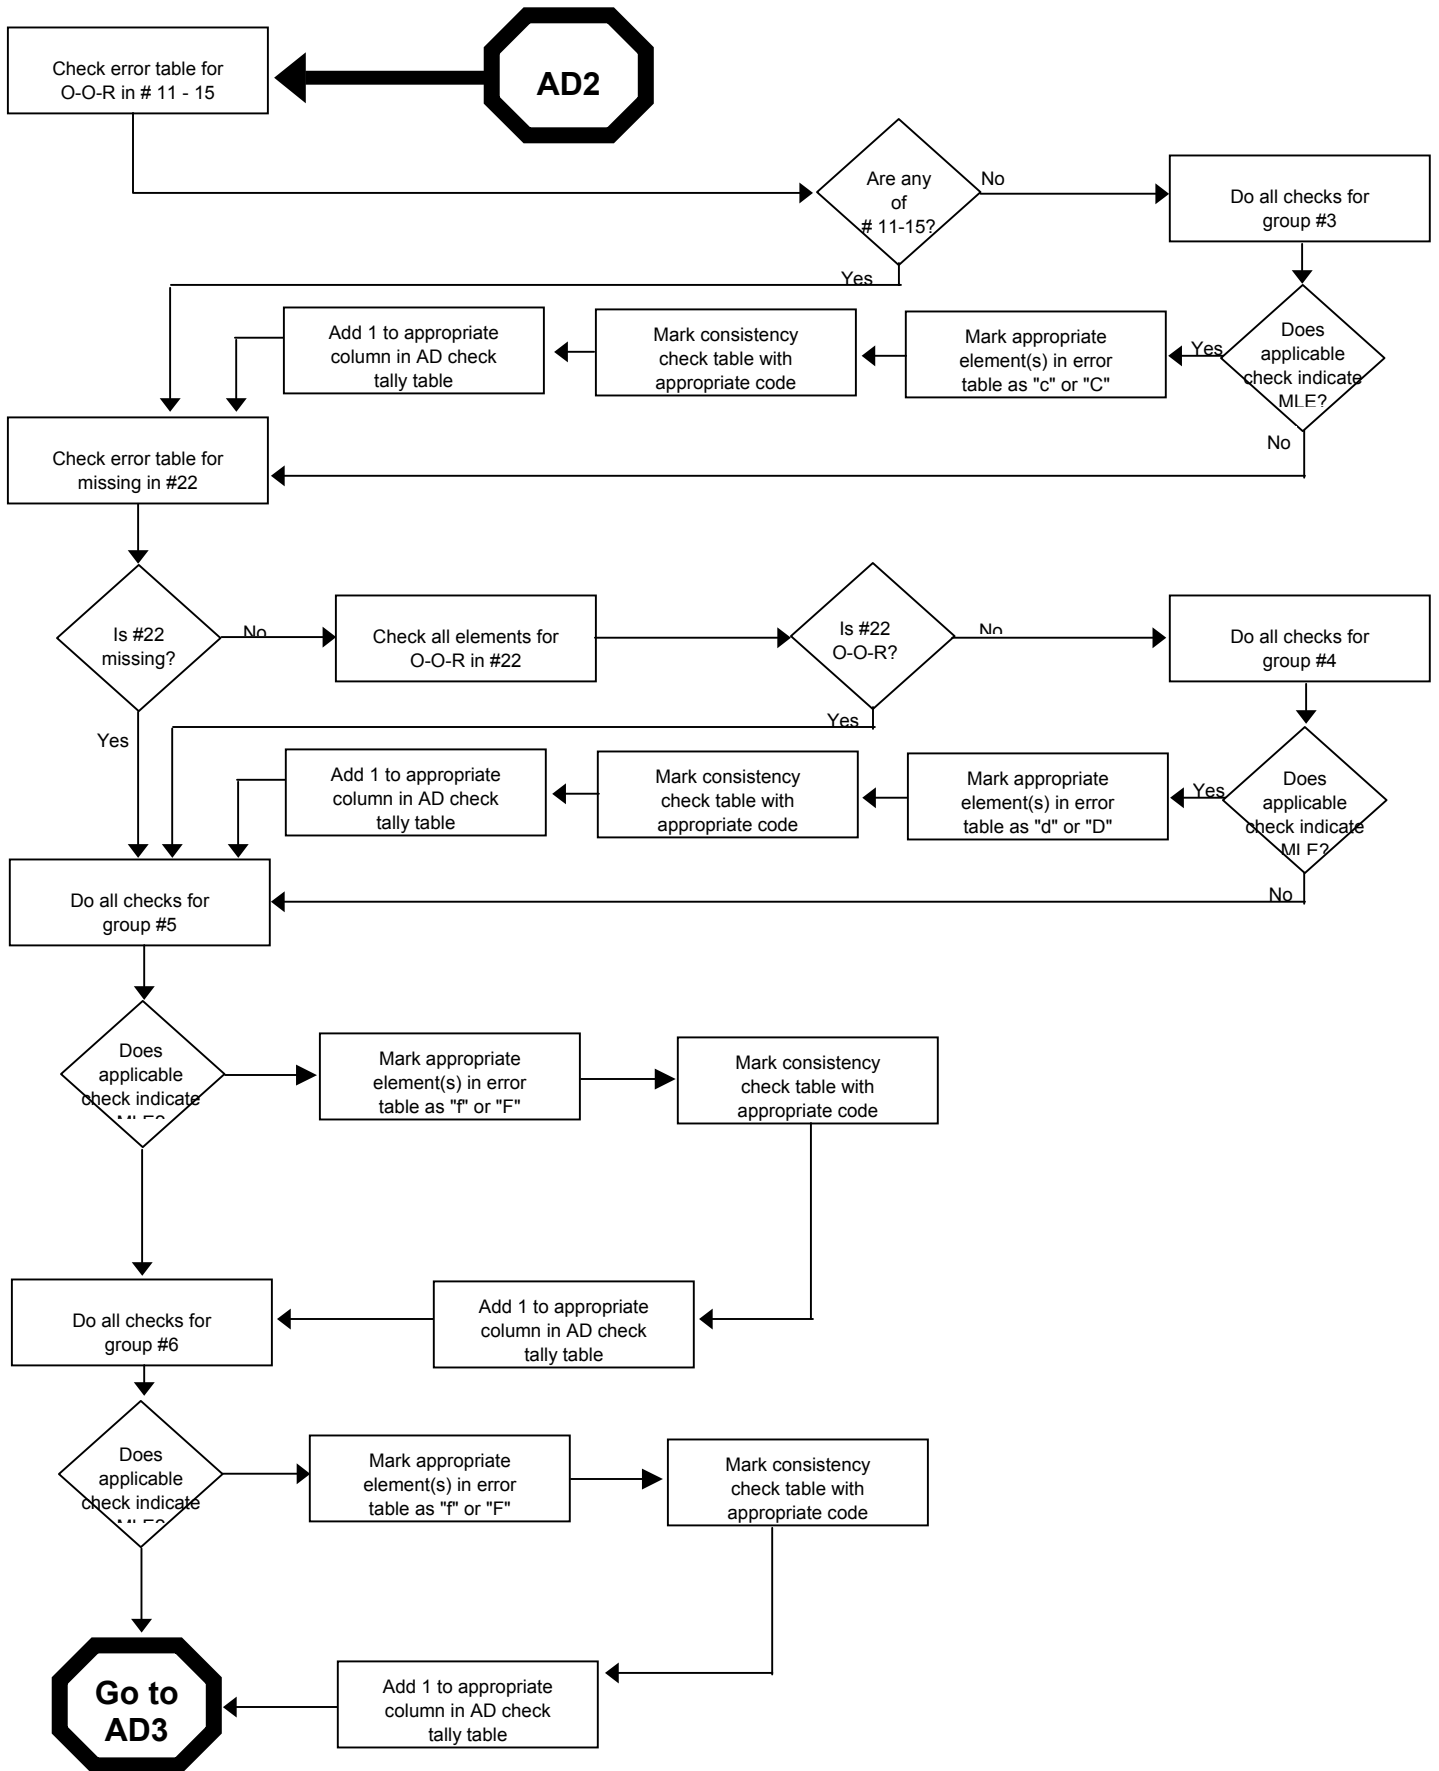 AD2
Check error table for
O-O-R in # 11 - 15
Are any
of
# 11-15?
No
Do all checks for
group #3
Yes
Add 1 to appropriate
column in AD check
tally table
Mark consistency
check table with
appropriate code
Mark appropriate
element(s) in error
table as "c" or "C"
Yes
Does
applicable
check indicate
MLE?
No
Check error table for
missing in #22
Is #22
missing?
No
Check all elements for
O-O-R in #22
Is #22
O-O-R?
No
Do all checks for
group #4
Yes
Yes
Add 1 to appropriate
column in AD check
tally table
Mark consistency
check table with
appropriate code
Mark appropriate
element(s) in error
table as "d" or "D"
Yes
Does
applicable
check indicate
MLE?
No
Do all checks for
group #5
Does
applicable
check indicate
MLE?
Mark appropriate
element(s) in error
table as "f" or "F"
Mark consistency
check table with
appropriate code
Do all checks for
group #6
Add 1 to appropriate
column in AD check
tally table
Does
applicable
check indicate
MLE?
Mark appropriate
element(s) in error
table as "f" or "F"
Mark consistency
check table with
appropriate code
Go to
AD3
Add 1 to appropriate
column in AD check
tally table